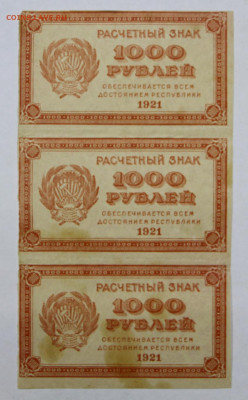 РАСЧЕТНЫЙ ЗНАК
1000
РУБЛЕЙ
ОБЕСПЕЧИВАЕТСЯ ВСЕМ
ДОСТОЯНИЕМ РЕСПУБЛИКИ
1921
РАСЧЕТНЫЙ ЗНАК
1000
РУБЛЕЙ
ОБЕСПЕЧИВАЕТСЯ ВСЕМ
ДОСТОЯНИЕМ РЕСПУБЛИКИ
1921
РАСЧЕТНЫЙ ЗНАК
1000
РУБЛЕЙ
ОБЕСПЕЧИВАЕТСЯ ВСЕМ
ДОСТОЯНИЕМ РЕСПУБЛИКИ
1921